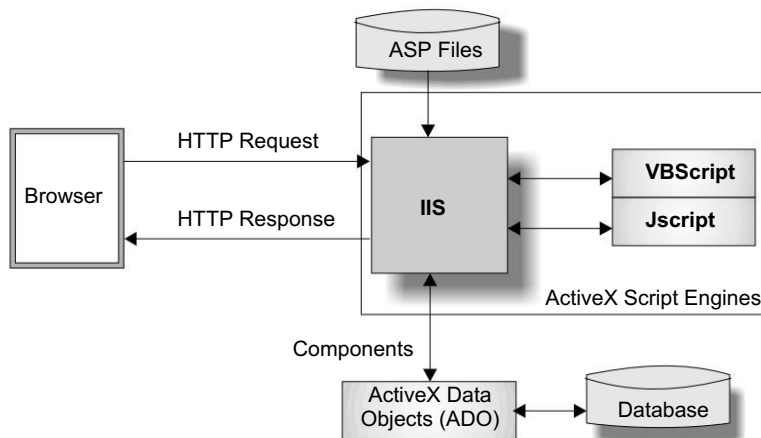 ASP Files
HTTP Request
Browser
HTTP Response
IIS
VBScript
Jscript
ActiveX Script Engines
Components
ActiveX Data
Objects (ADO)
Database